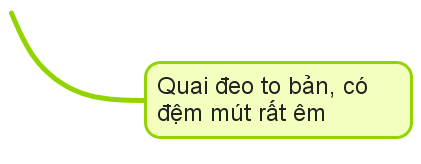 Quai đeo to bản, có
đệm mút rất êm